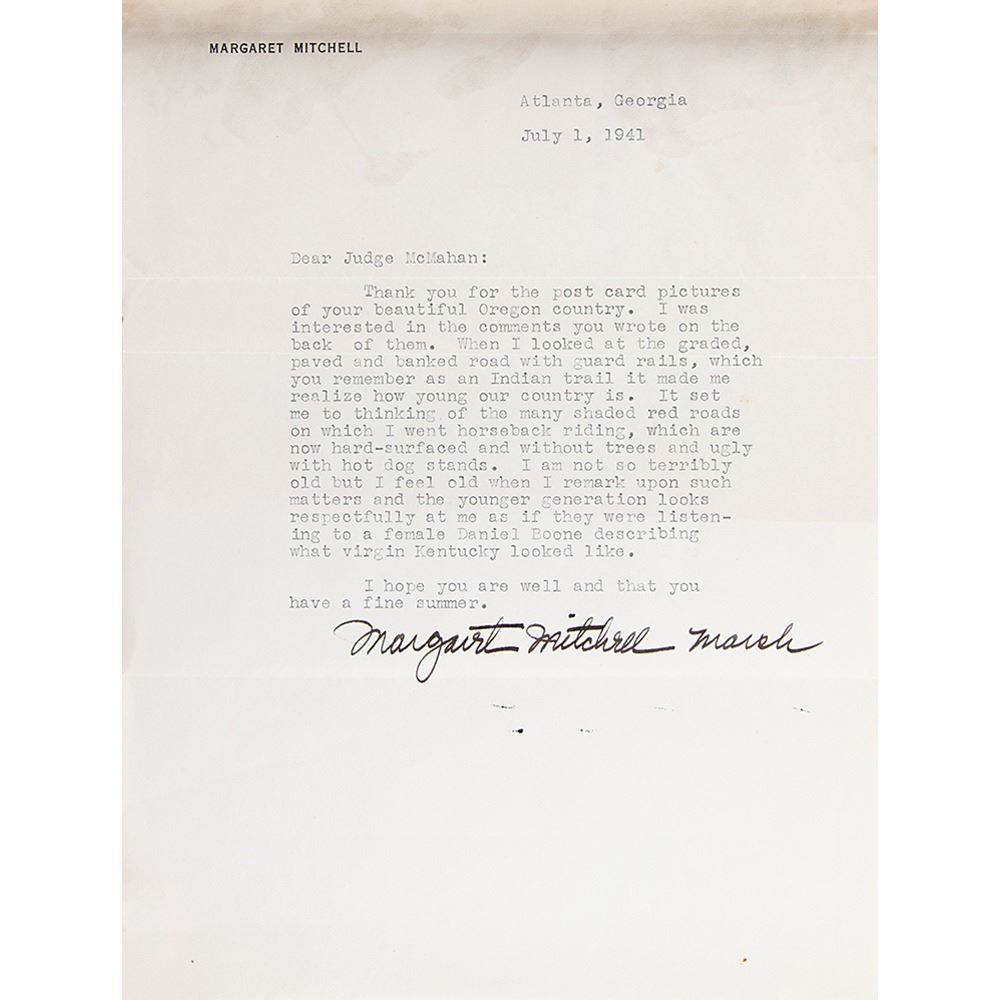 MARGARET MITCHELL
Atlanta, Georgia
July 1, 1941
Dear Judge McMahan:
Thank you for the post card pictures
of your beautiful Oregon country. I was
interested in the comments you wrote on the
back of them. When I looked at the graded,
paved and banked road with guard rails, which
you remember as an Indian trail it made me
realize how young our country is. It set
me to thinking of the many shaded red roads
on which I went horseback riding, which are
now hard-surfaced and without trees and ugly
with hot dog stands. I am not so terribly
old but I feel old when I remark upon such
matters and the younger generation looks
respectfully at me as if they were listen-
ing to a female Daniel Boone describing
what virgin Kentucky looked like.
I hope you are well and that you
have a fine summer.
Margaret Mitchell Marsh